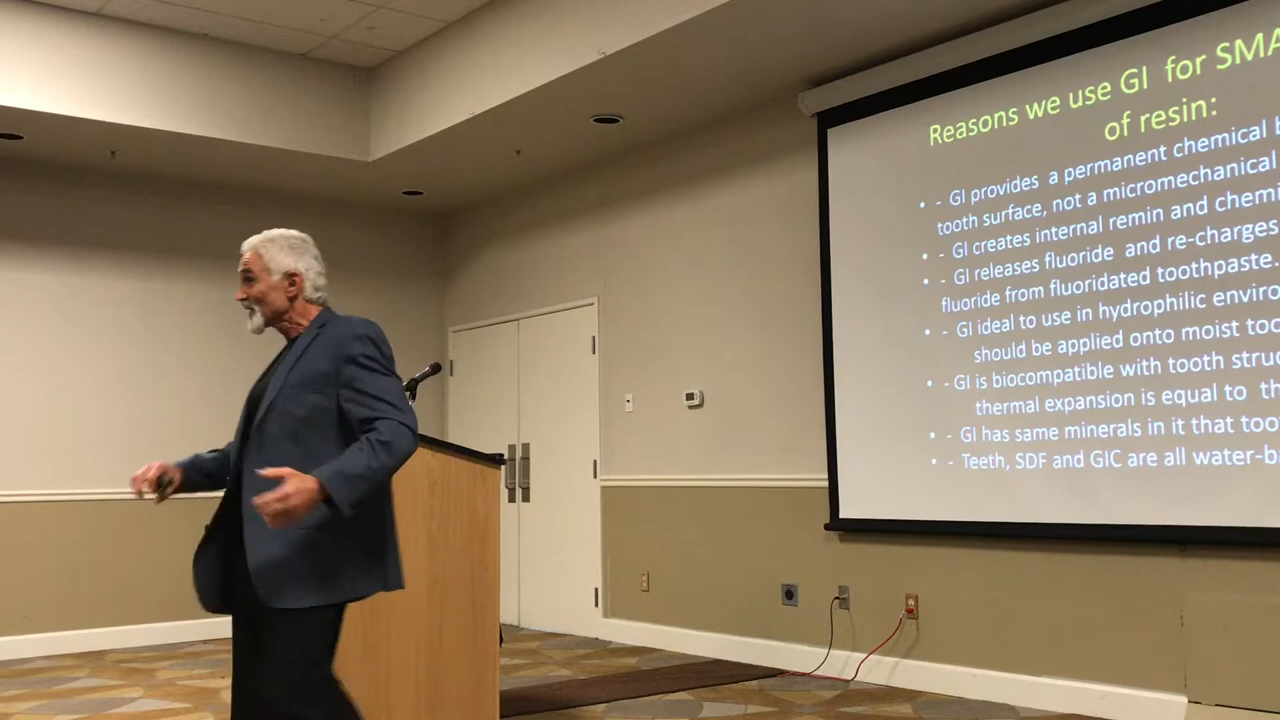 Reasons we use GI for SMA
of resin:
• - GI provides a permanent chemical
tooth surface, not a micromechanical
• - GI creates internal remin and chemi
• - GI releases fluoride and re-charges
fluoride from fluoridated toothpaste.
• - GI ideal to use in hydrophilic enviro
should be applied onto moist too
• - GI is biocompatible with tooth struc
thermal expansion is equal to th
• - GI has same minerals in it that too
• - Teeth, SDF and GIC are all water-ba